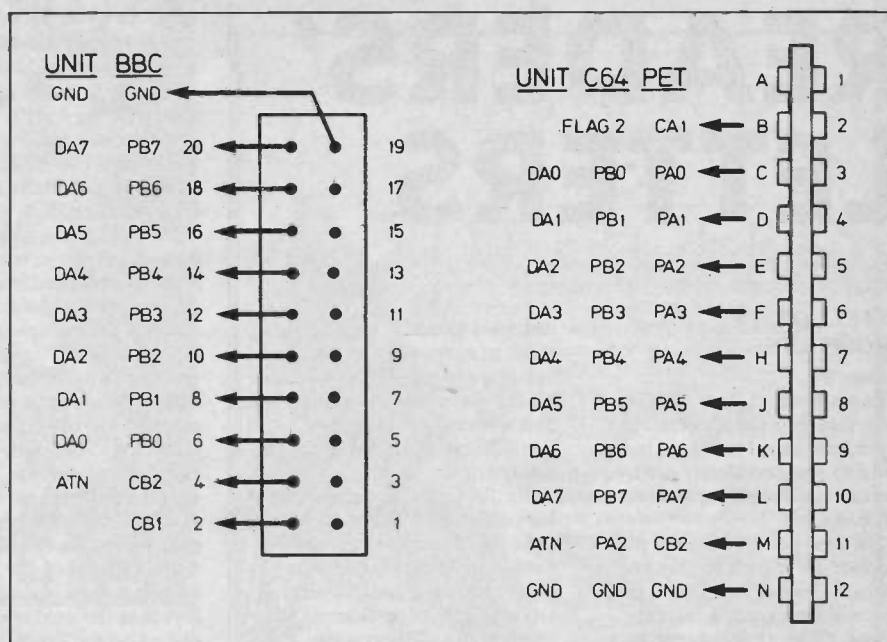 UNIT BBC
GND GND
DA7 PB7 20 19
DA6 PB6 18 17
DA5 PB5 16 15
DA4 PB4 14 13
DA3 PB3 12 11
DA2 PB2 10 9
DA1 PB1 8 7
DA0 PB0 6 5
ATN CB2 4 3
CB1 2 1
UNIT C64 PET A 1
FLAG 2 CA1 B 2
DA0 PB0 PA0 C 3
DA1 PB1 PA1 D 4
DA2 PB2 PA2 E 5
DA3 PB3 PA3 F 6
DA4 PB4 PA4 H 7
DA5 PB5 PA5 J 8
DA6 PB6 PA6 K 9
DA7 PB7 PA7 L 10
ATN PA2 CB2 M 11
GND GND GND N 12